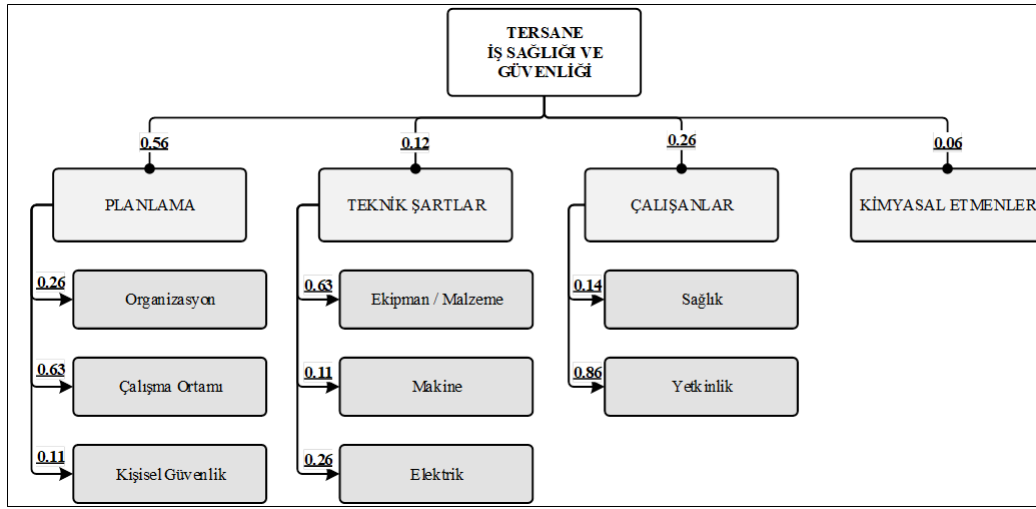 TERSANE
İŞ SAĞLIĞI VE
GÜVENLİĞİ
0.56
0.12
0.26
0.06
PLANLAMA
TEKNİK ŞARTLAR
ÇALIŞANLAR
KİMYASAL ETMENLER
0.26
Organizasyon
0.63
Ekipman / Malzeme
0.14
Sağlık
0.63
Çalışma Ortamı
0.11
Makine
0.86
Yetkinlik
0.11
Kişisel Güvenlik
0.26
Elektrik